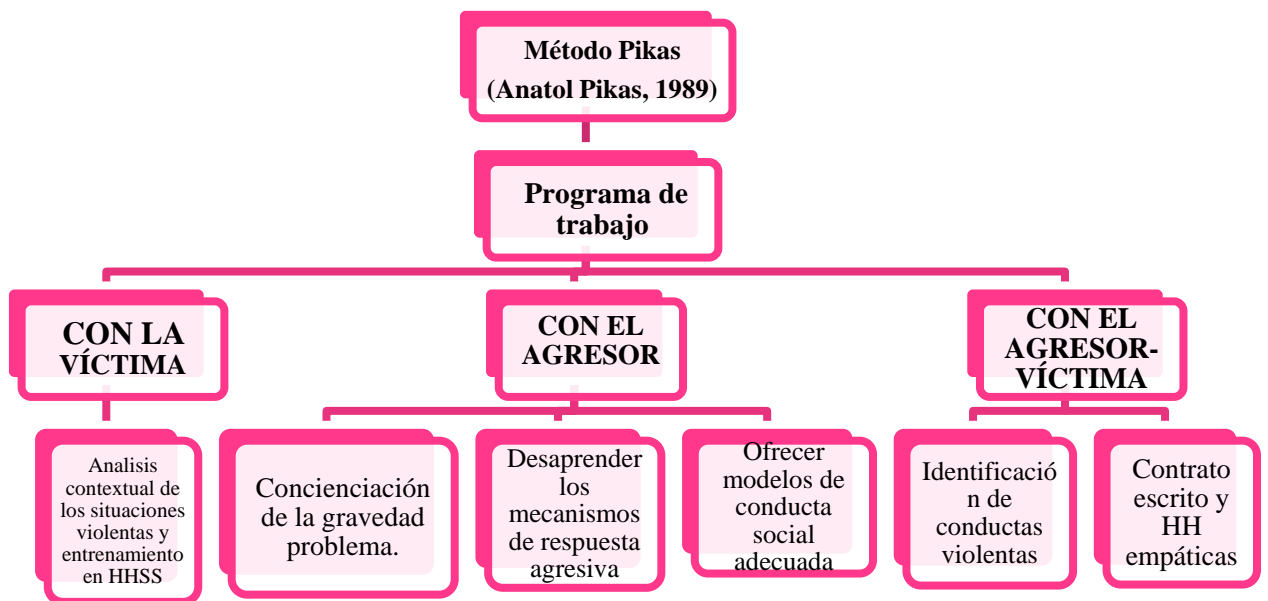 Método Pikas
(Anatol Pikas, 1989)
Programa de
trabajo
CON LA
VÍCTIMA
CON EL
AGRESOR
CON EL
AGRESOR-
VÍCTIMA
Analisis
contextual de
los situaciones
violentas y
entrenamiento
en HHSS
Concienciación
de la gravedad
problema.
Desaprender
los
mecanismos
de respuesta
agresiva
Ofrecer
modelos de
conducta
social
adecuada
Identificació
n de
conductas
violentas
Contrato
escrito y
HH
empáticas